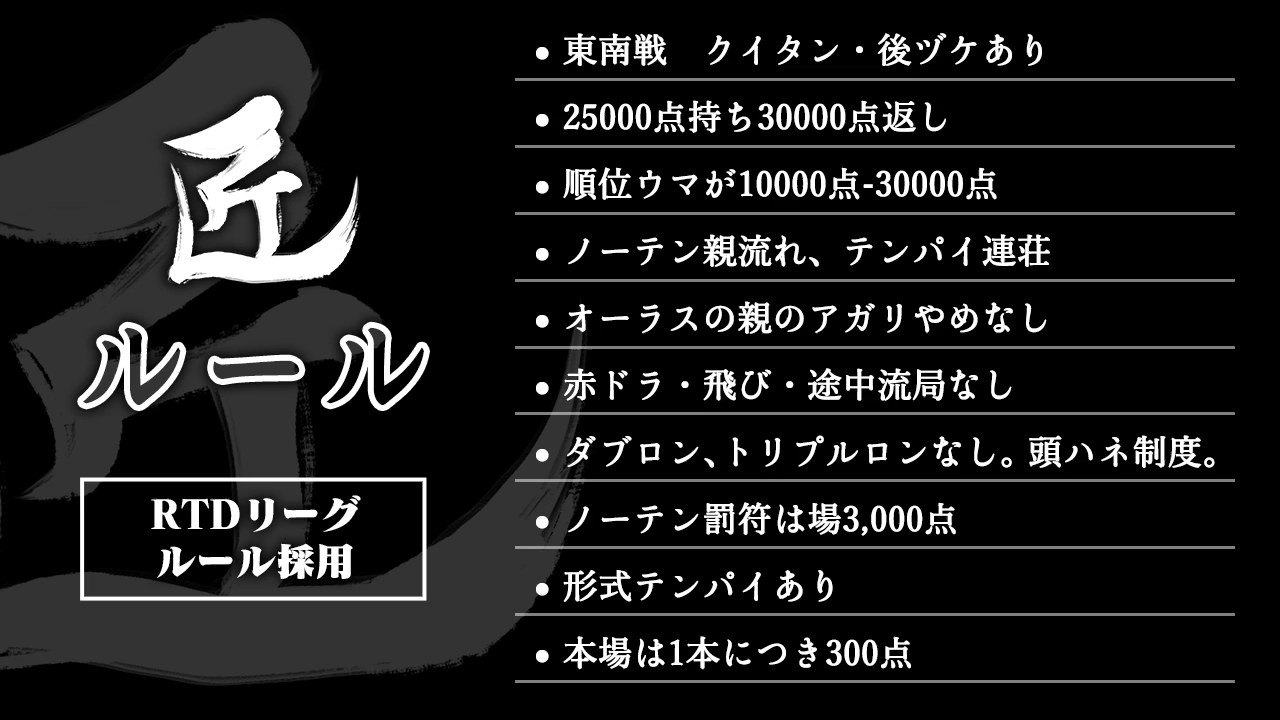 匠
ルール
RTDリーグ
ルール採用
● 東南戦　クイタン・後ヅケあり
● 25000点持ち30000点返し
● 順位ウマが10000点-30000点
● ノーテン親流れ、テンパイ連荘
● オーラスの親のアガリやめなし
● 赤ドラ・飛び・途中流局なし
● ダブロン、トリプルロンなし。頭ハネ制度。
● ノーテン罰符は場3,000点
● 形式テンパイあり
● 本場は1本につき300点